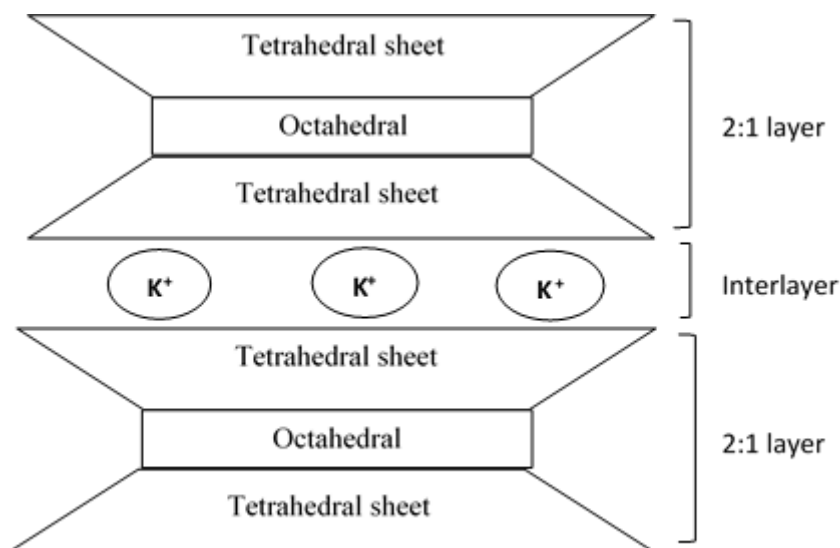 Tetrahedral sheet
Octahedral
2:1 layer
Tetrahedral sheet
K+ K+ K+
Interlayer
Tetrahedral sheet
Octahedral
2:1 layer
Tetrahedral sheet